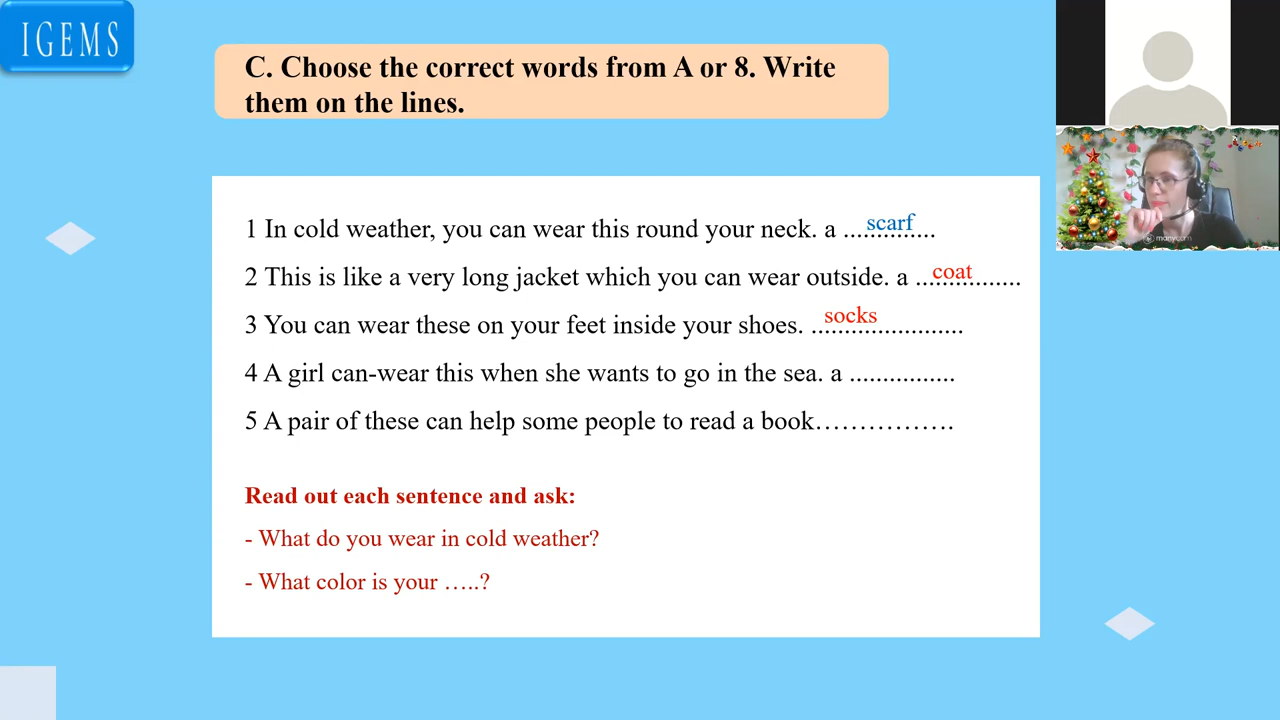 IGEMS
C. Choose the correct words from A or 8. Write
them on the lines.
1 In cold weather, you can wear this round your neck. a .............. scarf
2 This is like a very long jacket which you can wear outside. a ................ coat
3 You can wear these on your feet inside your shoes. ....................... socks
4 A girl can-wear this when she wants to go in the sea. a ................
5 A pair of these can help some people to read a book…………….
Read out each sentence and ask:
- What do you wear in cold weather?
- What color is your …..?
manycam